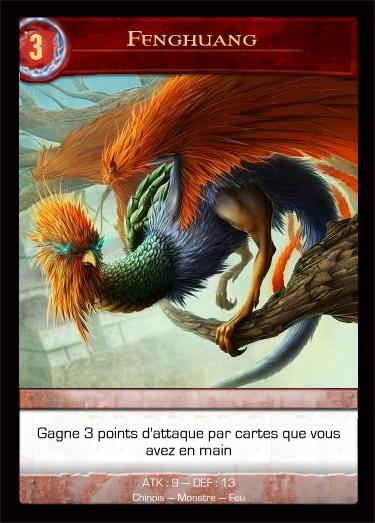 3
Fenghuang
Gagne 3 points d'attaque par cartes que vous
avez en main
ATK : 9 — DEF : 13
Chinois — Monstre — Feu